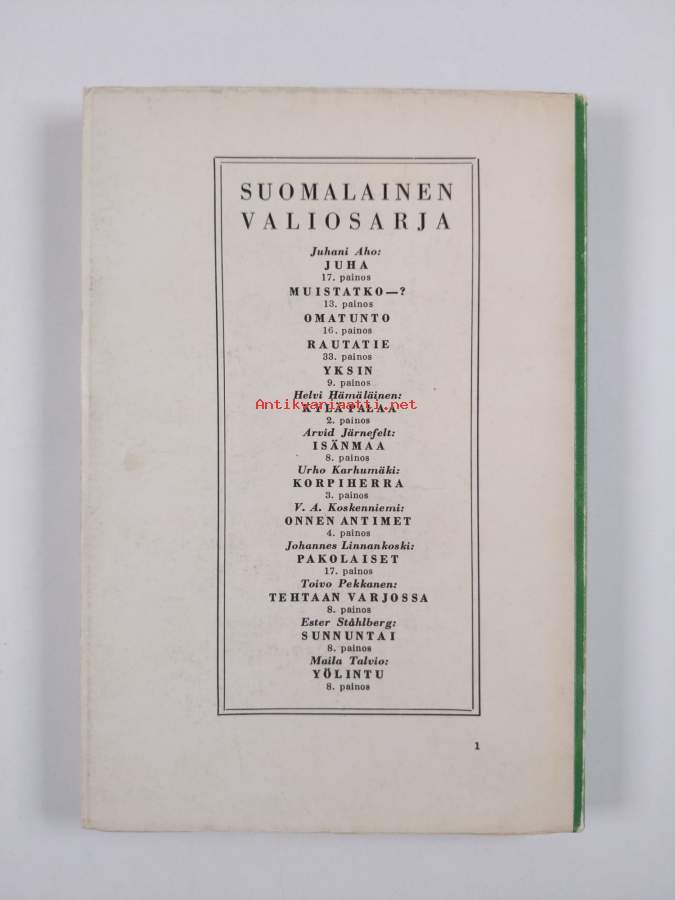 SUOMALAINEN
VALIOSARJA
Juhani Aho:
JUHA
17. painos
MUISTATKO—?
13. painos
OMATUNTO
16. painos
RAUTATIE
33. painos
YKSIN
9. painos
Helvi Hämäläinen:
Antikvariaatti.net
KYLÄ PALAA
2. painos
Arvid Järnefelt:
ISÄNMAA
8. painos
Urho Karhumäki:
KORPIHERRA
3. painos
V. A. Koskenniemi:
ONNEN ANTIMET
4. painos
Johannes Linnankoski:
PAKOLAISET
17. painos
Toivo Pekkanen:
TEHTAAN VARJOSSA
8. painos
Ester Ståhlberg:
SUNNUNTAI
8. painos
Maila Talvio:
YÖLINTU
8. painos
1